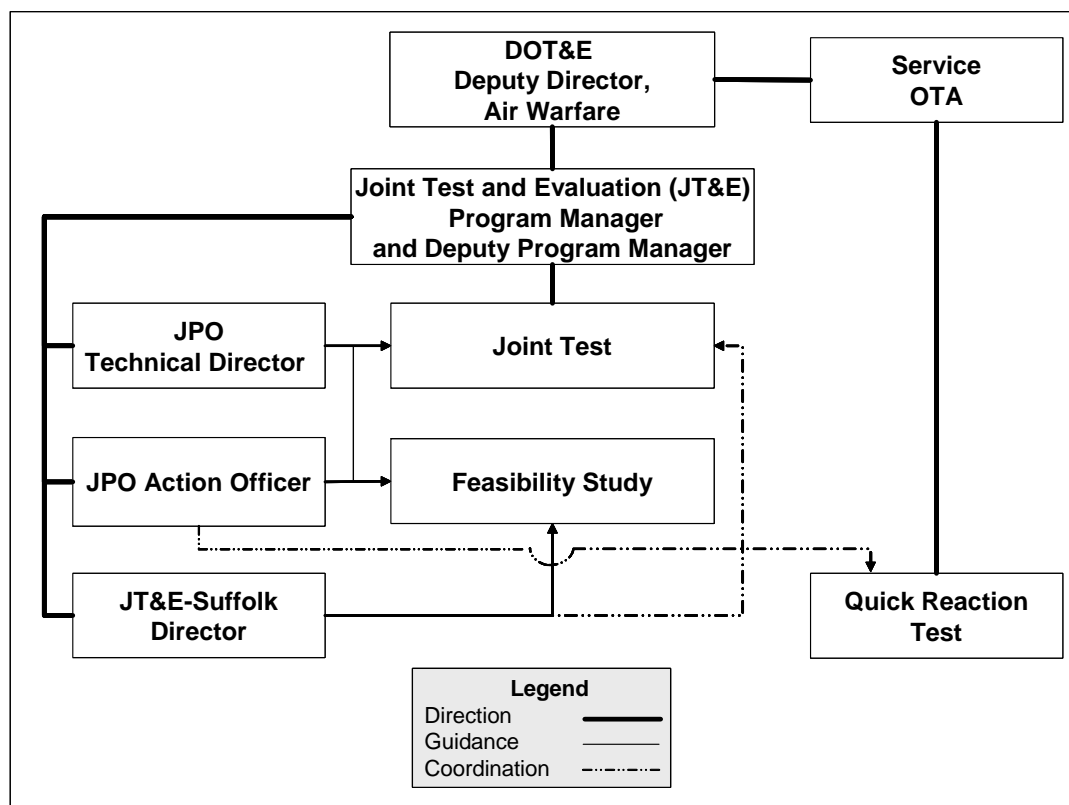 DOT&E
Deputy Director,
Air Warfare
Service
OTA
Joint Test and Evaluation (JT&E)
Program Manager
and Deputy Program Manager
JPO
Technical Director
Joint Test
JPO Action Officer
Feasibility Study
JT&E-Suffolk
Director
Quick Reaction
Test
Legend
Direction
Guidance
Coordination